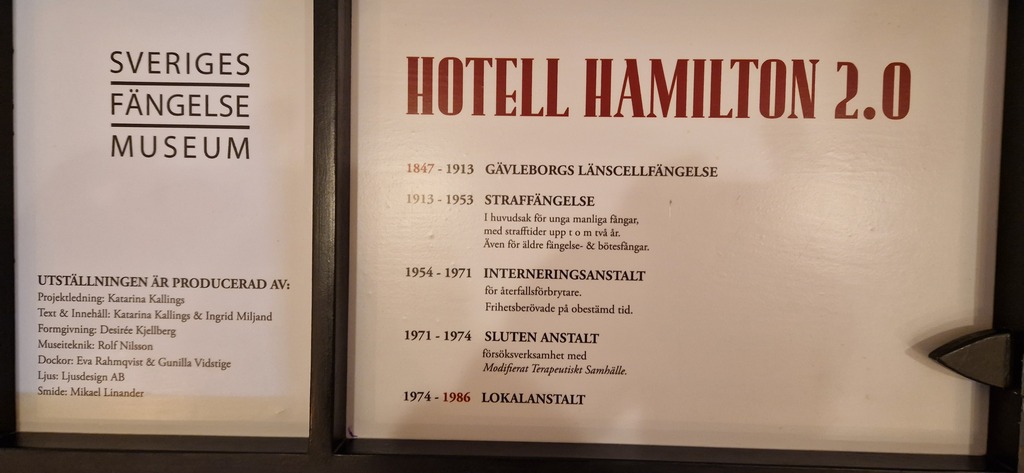 SVERIGES
FÄNGELSE
MUSEUM
UTSTÄLLNINGEN ÄR PRODUCERAD AV:
Projektledning: Katarina Kallings
Text & Innehåll: Katarina Kallings & Ingrid Miljand
Formgivning: Desirée Kjellberg
Museiteknik: Rolf Nilsson
Dockor: Eva Rahmqvist & Gunilla Vidstige
Ljus: Ljusdesign AB
Smide: Mikael Linander
HOTELL HAMILTON 2.0
1847 - 1913 GÄVLEBORGS LÄNSCELLFÄNGELSE
1913 - 1953 STRAFFÄNGELSE
I huvudsak för unga manliga fångar,
med strafftider upp t o m två år.
Även för äldre fängelse- & bötesfångar.
1954 - 1971 INTERNERINGSANSTALT
för återfallsförbrytare.
Frihetsberövade på obestämd tid.
1971 - 1974 SLUTEN ANSTALT
försöksverksamhet med
Modifierat Terapeutiskt Samhälle.
1974 - 1986 LOKALANSTALT